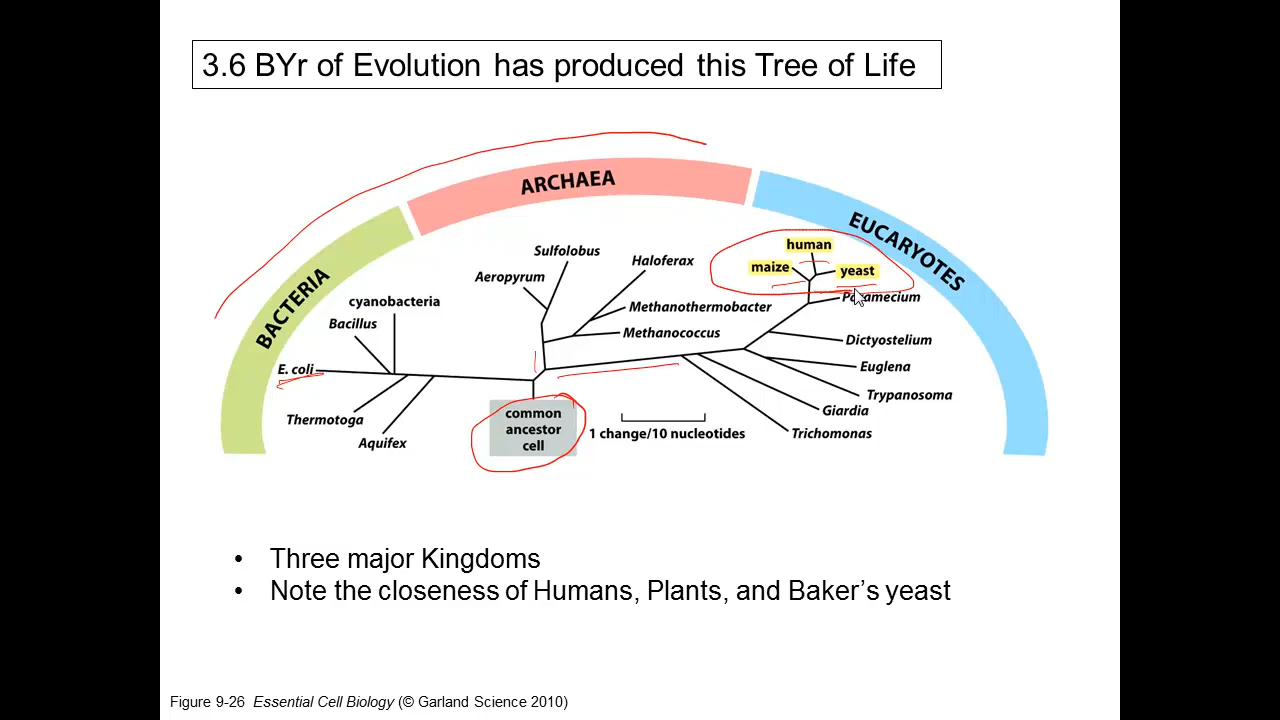 3.6 BYr of Evolution has produced this Tree of Life
ARCHAEA
BACTERIA
EUCARYOTES
human
maize
yeast
Sulfolobus
Haloferax
Aeropyrum
cyanobacteria
Paramecium
Methanothermobacter
Bacillus
Methanococcus
Dictyostelium
E. coli
Euglena
Trypanosoma
Thermotoga
Giardia
common
ancestor
cell
1 change/10 nucleotides
Trichomonas
Aquifex
• Three major Kingdoms
• Note the closeness of Humans, Plants, and Baker’s yeast
Figure 9-26 Essential Cell Biology (© Garland Science 2010)